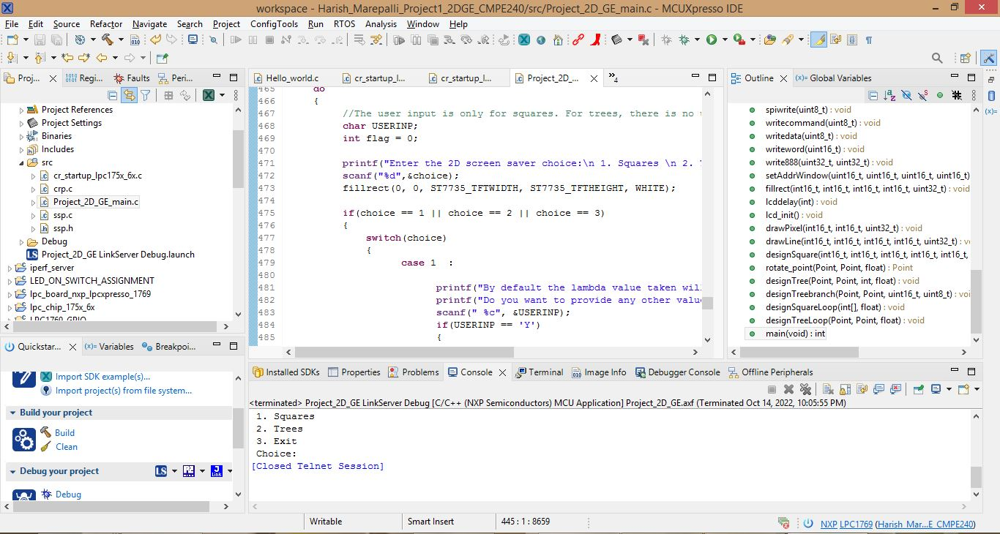 workspace - Harish_Marepalli_Project1_2DGE_CMPE240/src/Project_2D_GE_main.c - MCUXpresso IDE
File Edit Source Refactor Navigate Search Project ConfigTools Run RTOS Analysis Window Help
Proj... Regi... Faults Peri...
Project References
Project Settings
Binaries
Includes
src
cr_startup_lpc175x_6x.c
crp.c
Project_2D_GE_main.c
ssp.c
ssp.h
Debug
Project_2D_GE LinkServer Debug.launch
iperf_server
LED_ON_SWITCH_ASSIGNMENT
lpc_board_nxp_lpcxpresso_1769
lpc_chip_175x_6x
LPC1769_GPIO
Hello_world.c cr_startup_l... cr_startup_l... Project_2D_... 4
465 do
466 {
467 //The user input is only for squares. For trees, there is no
468 char USERINP;
469 int flag = 0;
470
471 printf("Enter the 2D screen saver choice:\n 1. Squares \n 2.
472 scanf("%d",&choice);
473 fillrect(0, 0, ST7735_TFTWIDTH, ST7735_TFTHEIGHT, WHITE);
474
475 if(choice == 1 || choice == 2 || choice == 3)
476 {
477 switch(choice)
478 {
479 case 1 :
480
481 printf("By default the lambda value taken wil
482 printf("Do you want to provide any other valu
483 scanf(" %c", &USERINP);
484 if(USERINP == 'Y')
485 {
Outline (x)= Global Variables
spiwrite(uint8_t) : void
writecommand(uint8_t) : void
writedata(uint8_t) : void
writeword(uint16_t) : void
write888(uint32_t, uint32_t) : void
setAddrWindow(uint16_t, uint16_t, uint16_t, uint16_t)
fillrect(int16_t, int16_t, int16_t, int16_t, uint32_t) : void
lcddelay(int) : void
lcd_init() : void
drawPixel(int16_t, int16_t, uint32_t) : void
drawLine(int16_t, int16_t, int16_t, int16_t, uint32_t) : v
designSquare(int16_t, int16_t, int16_t, int16_t, int16_t,
rotate_point(Point, Point, float) : Point
designTree(Point, Point, int, float) : void
designTreebranch(Point, Point, uint16_t, uint8_t) : voi
designSquareLoop(int[], float) : void
designTreeLoop(Point, Point, float) : void
main(void) : int
(x)=
Quickstar... (x)= Variables Breakpoi...
Import SDK example(s)...
Import project(s) from file system...
Build your project
Build
Clean
Debug your project LS
Debug
Installed SDKs Properties Problems Console Terminal Image Info Debugger Console Offline Peripherals
<terminated> Project_2D_GE LinkServer Debug [C/C++ (NXP Semiconductors) MCU Application] Project_2D_GE.axf (Terminated Oct 14, 2022, 10:05:55 PM)
1. Squares
2. Trees
3. Exit
Choice:
[Closed Telnet Session]
Writable Smart Insert 445 : 1 : 8659
NXP LPC1769 (Harish_Mar...E_CMPE240)